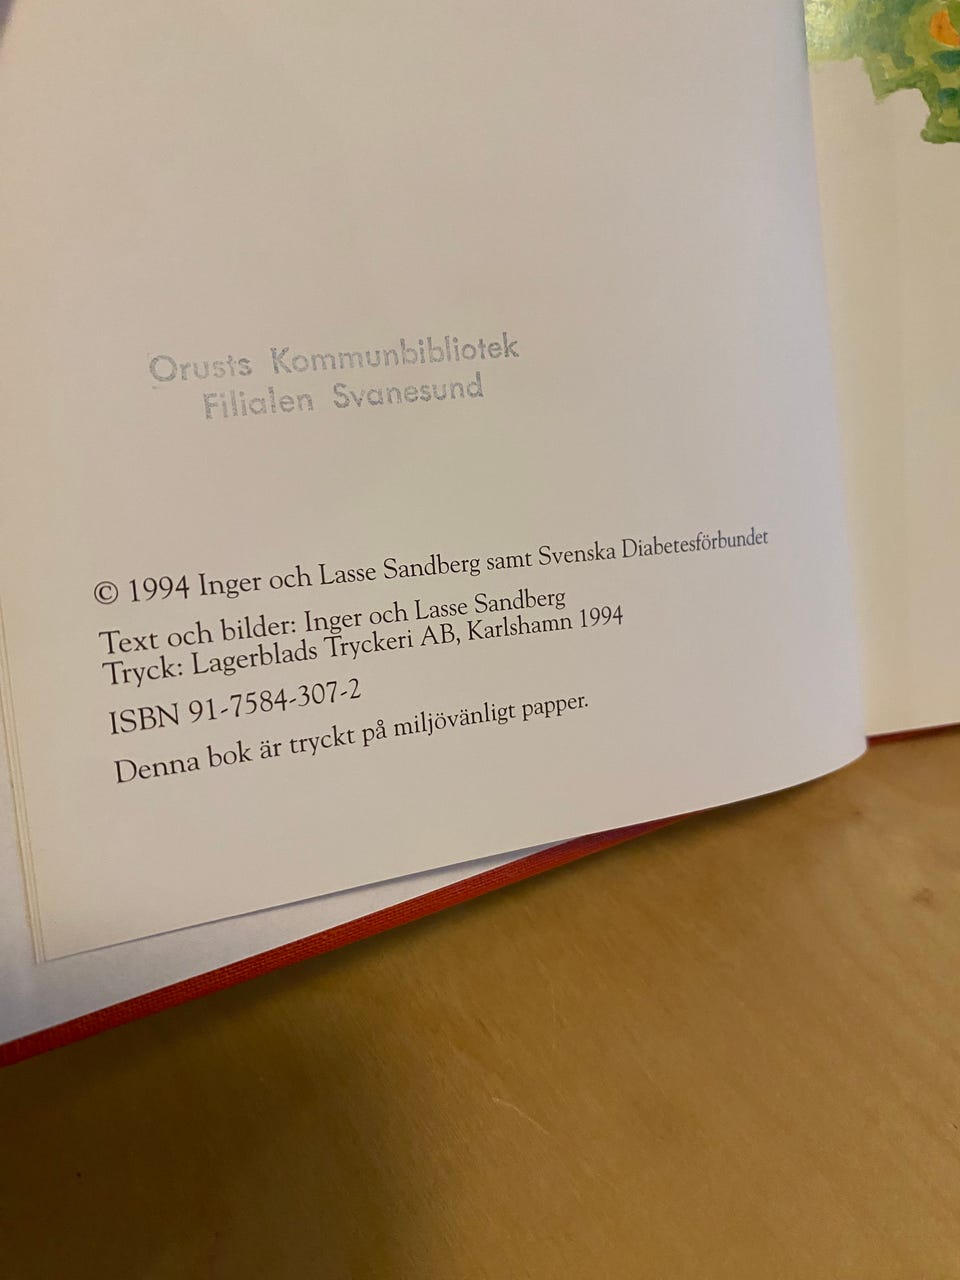 Orusts Kommunbibliotek
Filialen Svanesund
© 1994 Inger och Lasse Sandberg samt Svenska Diabetesförbundet
Text och bilder: Inger och Lasse Sandberg
Tryck: Lagerblads Tryckeri AB, Karlshamn 1994
ISBN 91-7584-307-2
Denna bok är tryckt på miljövänligt papper.